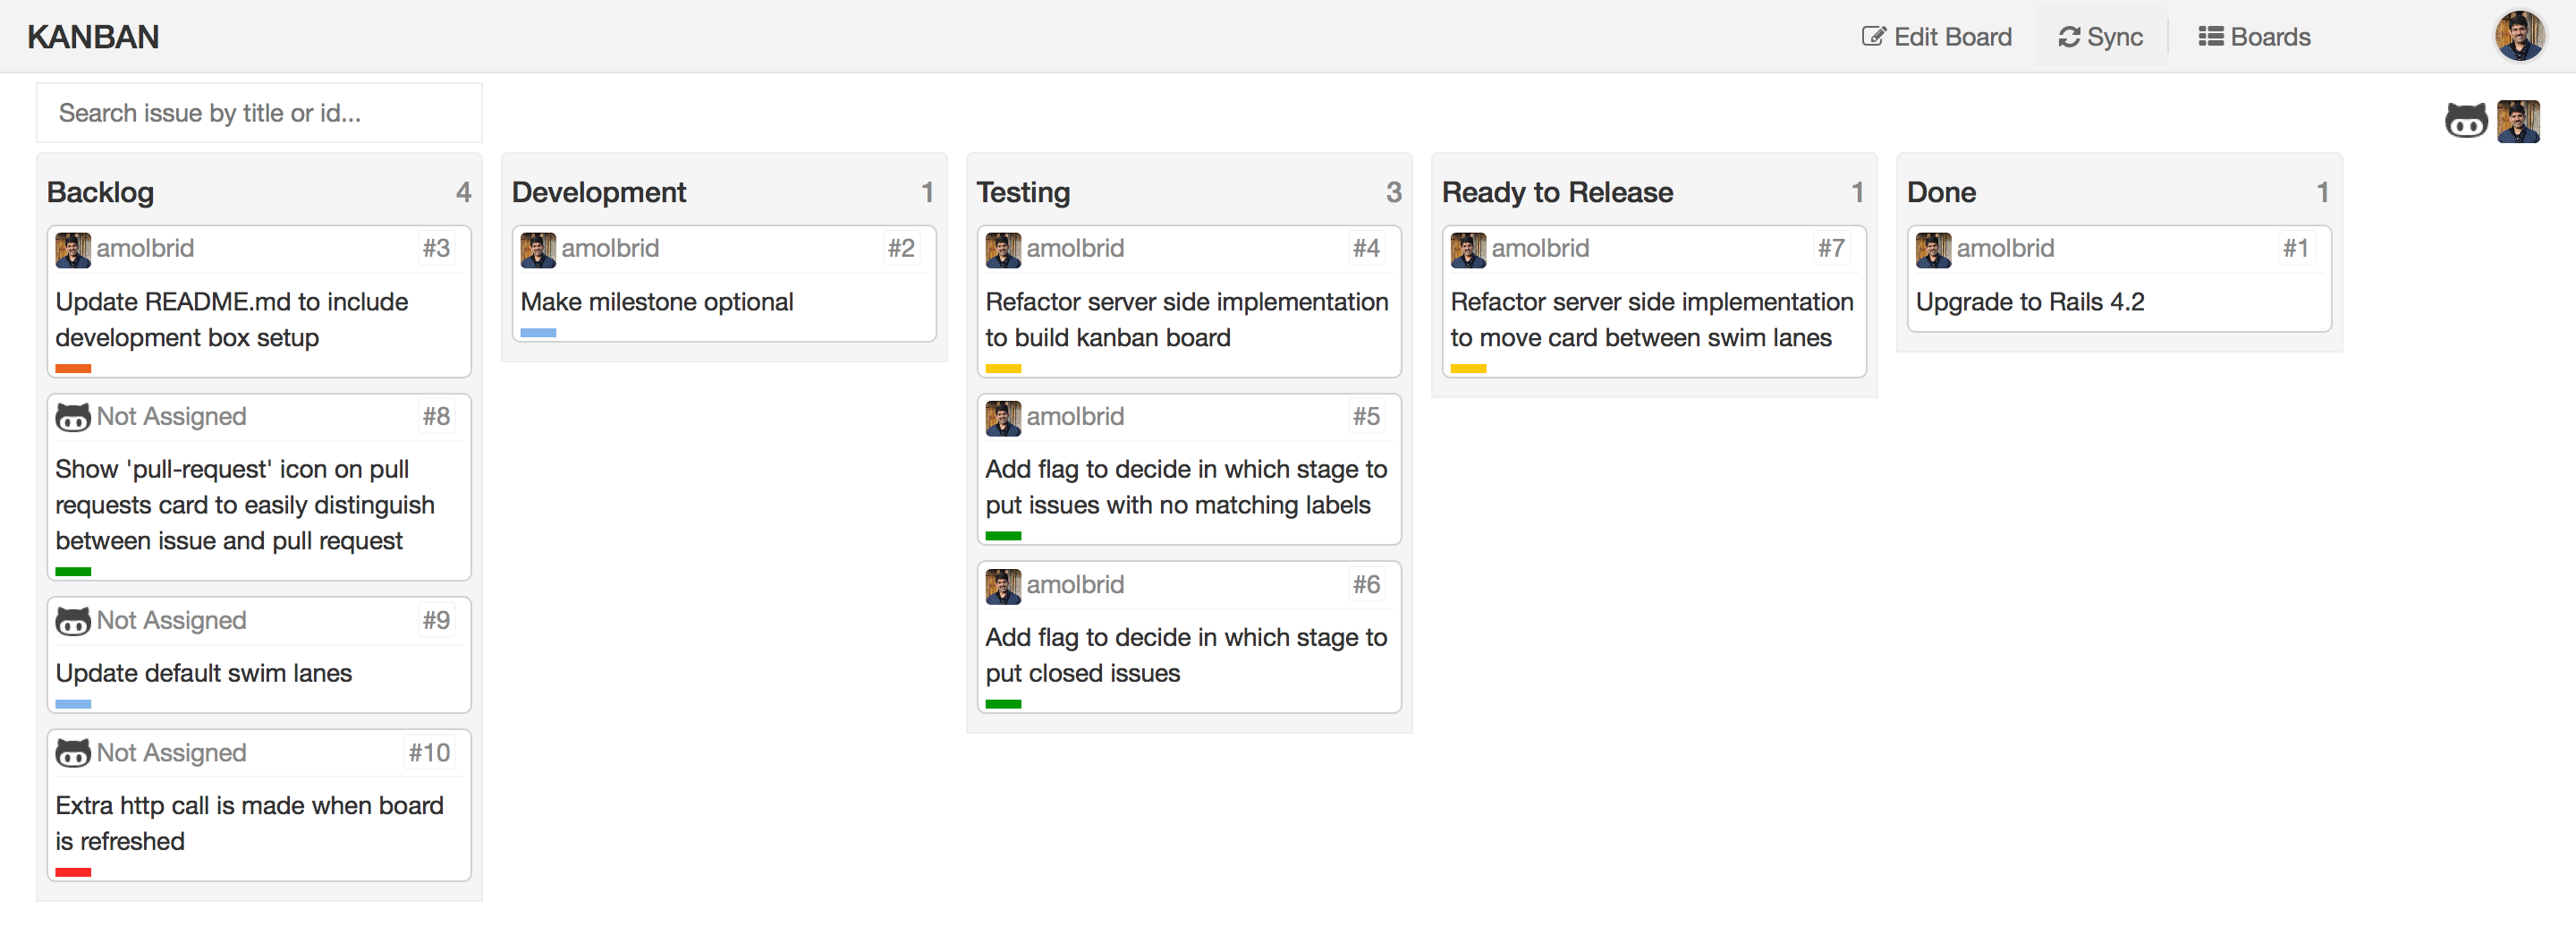 KANBAN
Edit Board
Sync
Boards
Search issue by title or id...
Backlog 4
amolbrid #3
Update README.md to include
development box setup
Not Assigned #8
Show 'pull-request' icon on pull
requests card to easily distinguish
between issue and pull request
Not Assigned #9
Update default swim lanes
Not Assigned #10
Extra http call is made when board
is refreshed
Development 1
amolbrid #2
Make milestone optional
Testing 3
amolbrid #4
Refactor server side implementation
to build kanban board
amolbrid #5
Add flag to decide in which stage to
put issues with no matching labels
amolbrid #6
Add flag to decide in which stage to
put closed issues
Ready to Release 1
amolbrid #7
Refactor server side implementation
to move card between swim lanes
Done 1
amolbrid #1
Upgrade to Rails 4.2